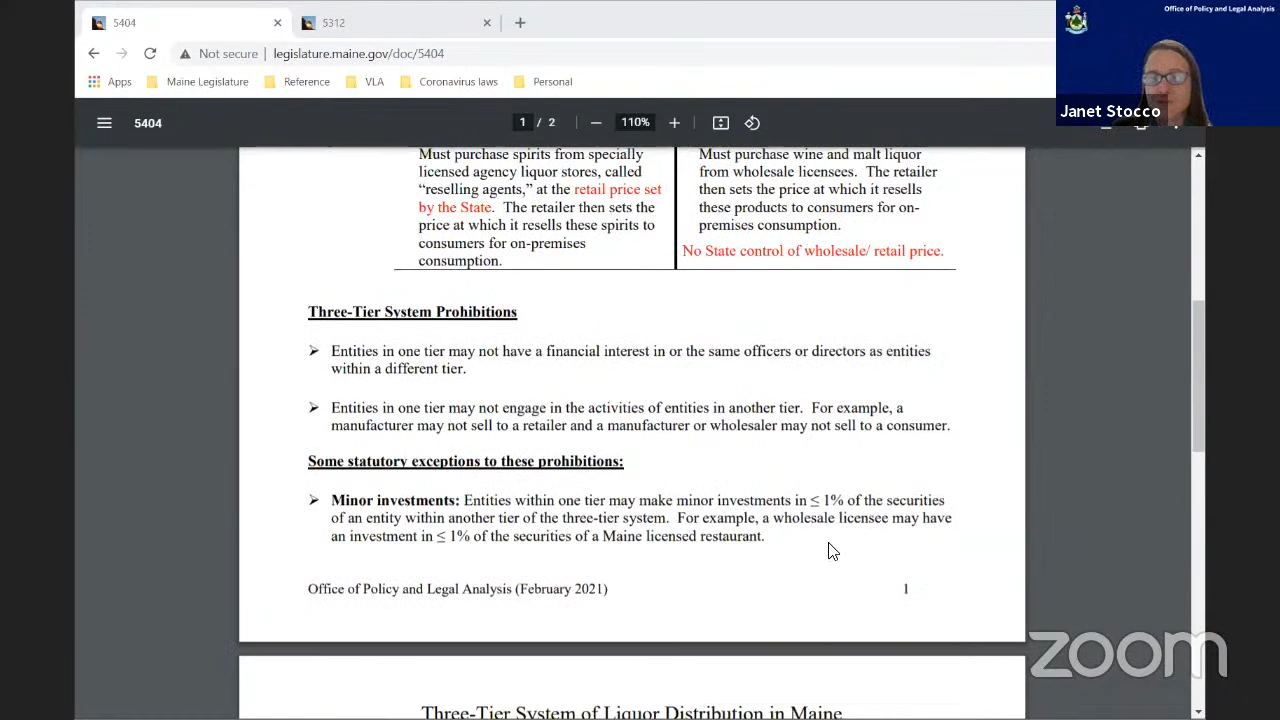 5404
5312
Not secure
legislature.maine.gov/doc/5404
Apps
Maine Legislature
Reference
VLA
Coronavirus laws
Personal
Office of Policy and Legal Analysis
Janet Stocco
5404
1 / 2
110%
Must purchase spirits from specially
licensed agency liquor stores, called
“reselling agents,” at the retail price set
by the State. The retailer then sets the
price at which it resells these spirits to
consumers for on-premises
consumption.
Must purchase wine and malt liquor
from wholesale licensees. The retailer
then sets the price at which it resells
these products to consumers for on-
premises consumption.
No State control of wholesale/ retail price.
Three-Tier System Prohibitions
Entities in one tier may not have a financial interest in or the same officers or directors as entities
within a different tier.
Entities in one tier may not engage in the activities of entities in another tier. For example, a
manufacturer may not sell to a retailer and a manufacturer or wholesaler may not sell to a consumer.
Some statutory exceptions to these prohibitions:
Minor investments: Entities within one tier may make minor investments in ≤ 1% of the securities
of an entity within another tier of the three-tier system. For example, a wholesale licensee may have
an investment in ≤ 1% of the securities of a Maine licensed restaurant.
Office of Policy and Legal Analysis (February 2021)
1
zoom
Three-Tier System of Liquor Distribution in Maine